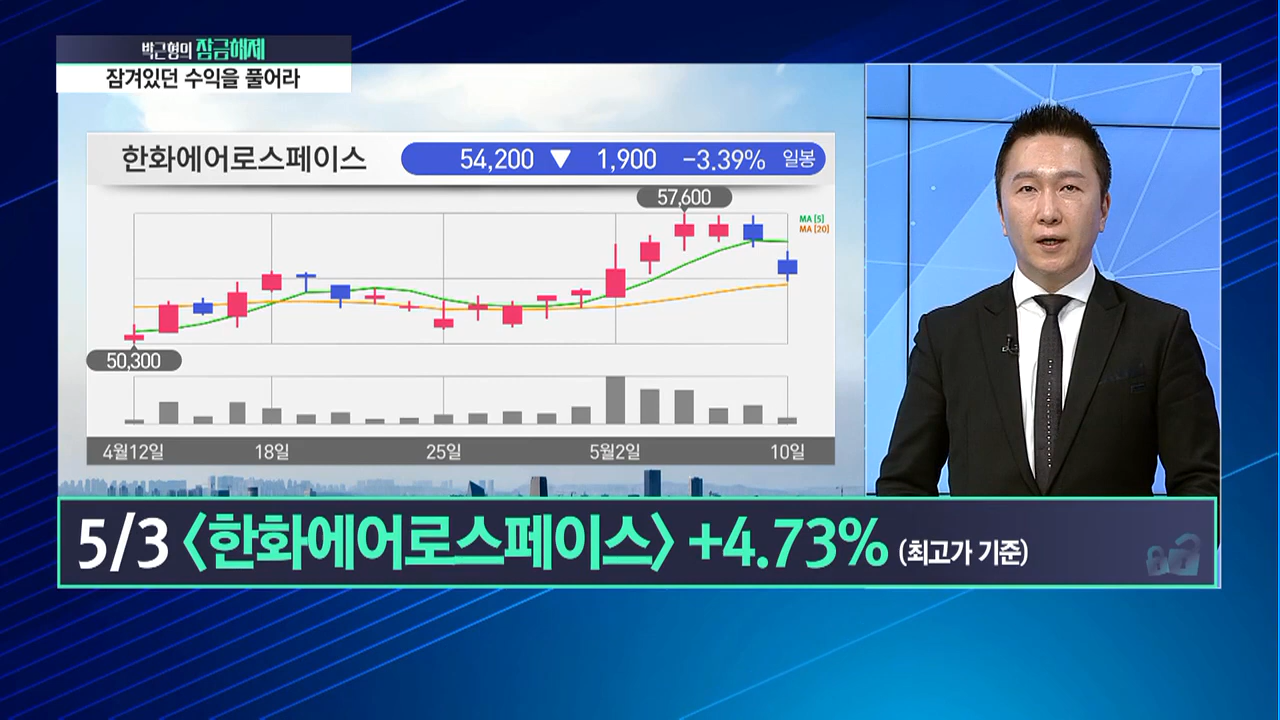 박근형의 잠금해제
잠겨있던 수익을 풀어라
한화에어로스페이스 54,200 ▼ 1,900 -3.39% 일봉
57,600
MA [5]
MA [20]
50,300
4월12일 18일 25일 5월2일 10일
5/3 〈한화에어로스페이스〉 +4.73% (최고가 기준)